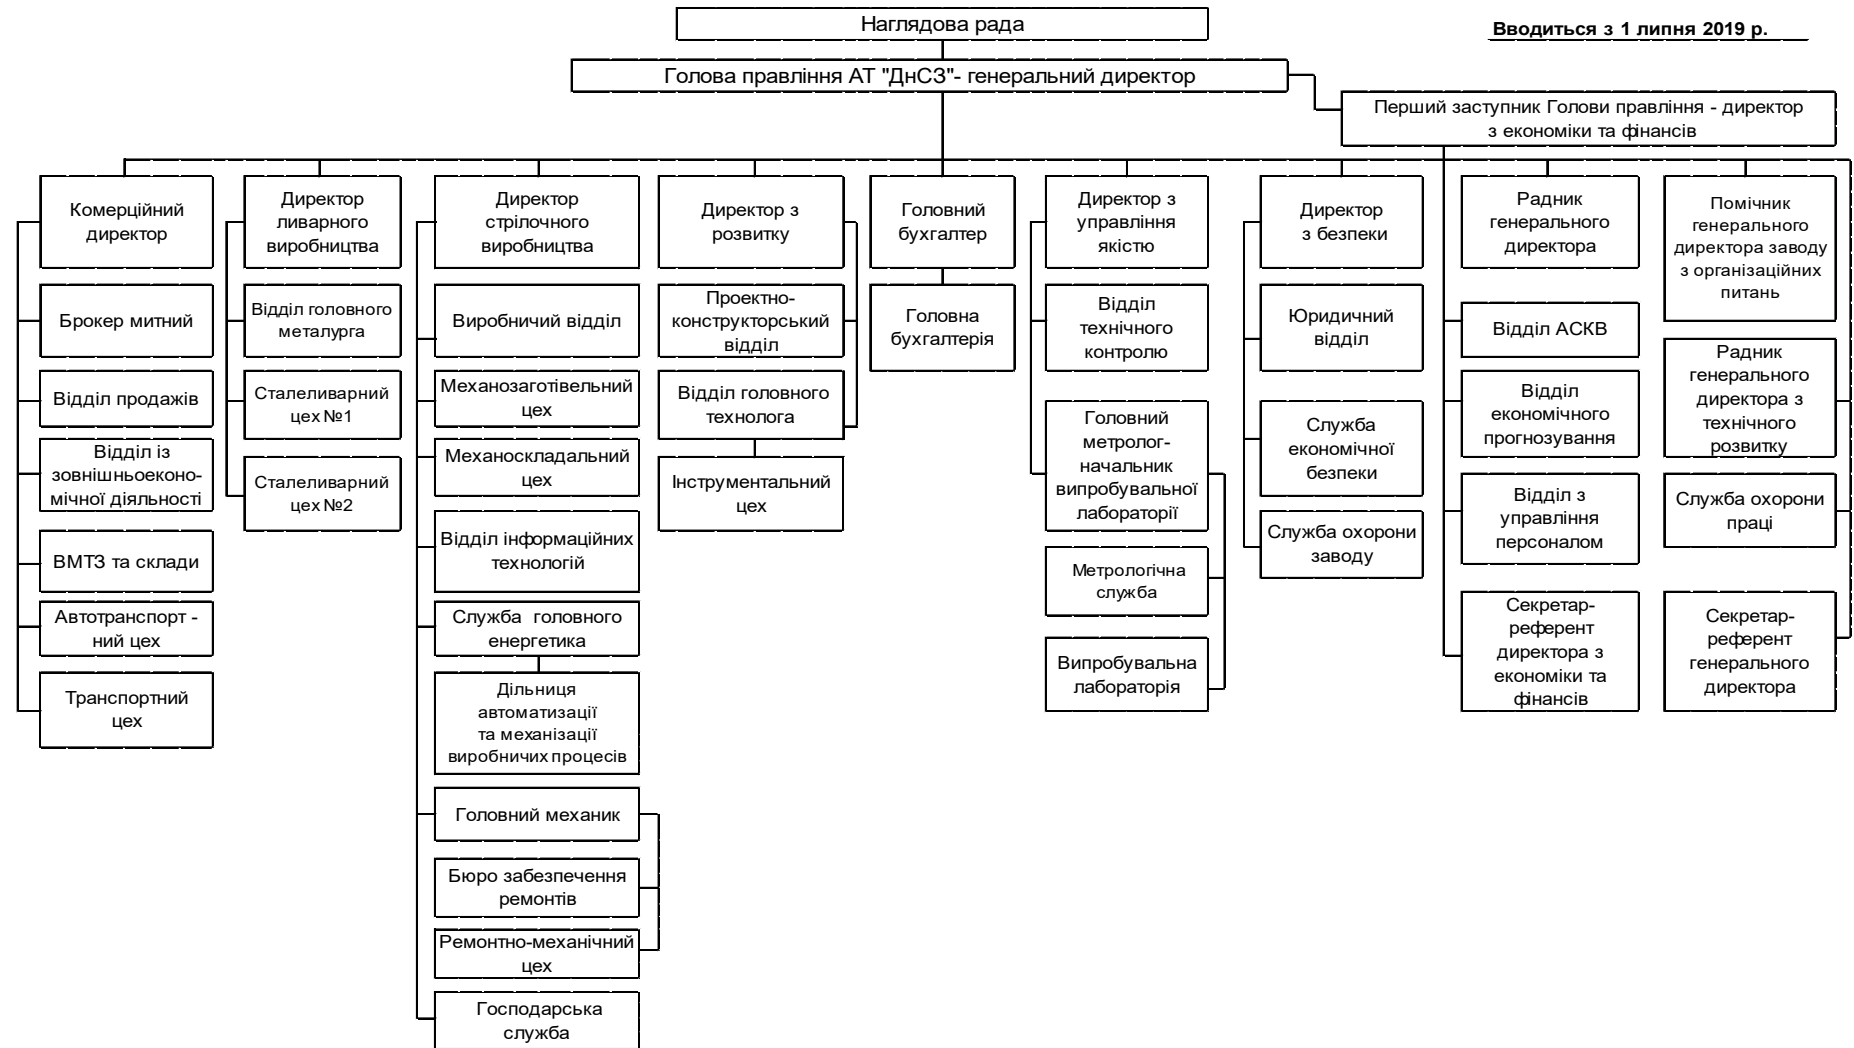 Наглядова рада
Вводиться з 1 липня 2019 р.
Голова правління АТ "ДнСЗ"- генеральний директор
Перший заступник Голови правління - директор
з економіки та фінансів
Комерційний
директор
Брокер митний
Відділ продажів
Відділ із
зовнішньоеконо-
мічної діяльності
ВМТЗ та склади
Автотранспорт -
ний цех
Транспортний
цех
Директор
ливарного
виробництва
Відділ головного
металурга
Сталеливарний
цех №1
Сталеливарний
цех №2
Директор
стрілочного
виробництва
Виробничий відділ
Механозаготівельний
цех
Механоскладальний
цех
Відділ інформаційних
технологій
Служба головного
енергетика
Дільниця
автоматизації
та механізації
виробничих процесів
Головний механик
Бюро забезпечення
ремонтів
Ремонтно-механічний
цех
Господарська
служба
Директор з
розвитку
Проектно-
конструкторський
відділ
Відділ головного
технолога
Інструментальний
цех
Головний
бухгалтер
Головна
бухгалтерія
Директор з
управління
якістю
Відділ
технічного
контролю
Головний
метролог-
начальник
випробувальної
лабораторії
Метрологічна
служба
Випробувальна
лабораторія
Директор
з безпеки
Юридичний
відділ
Служба
економічної
безпеки
Служба охорони
заводу
Радник
генерального
директора
Відділ АСКВ
Відділ
економічного
прогнозування
Відділ з
управління
персоналом
Секретар-
референт
директора з
економіки та
фінансів
Помічник
генерального
директора заводу
з організаційних
питань
Радник
генерального
директора з
технічного
розвитку
Служба охорони
праці
Секретар-
референт
генерального
директора